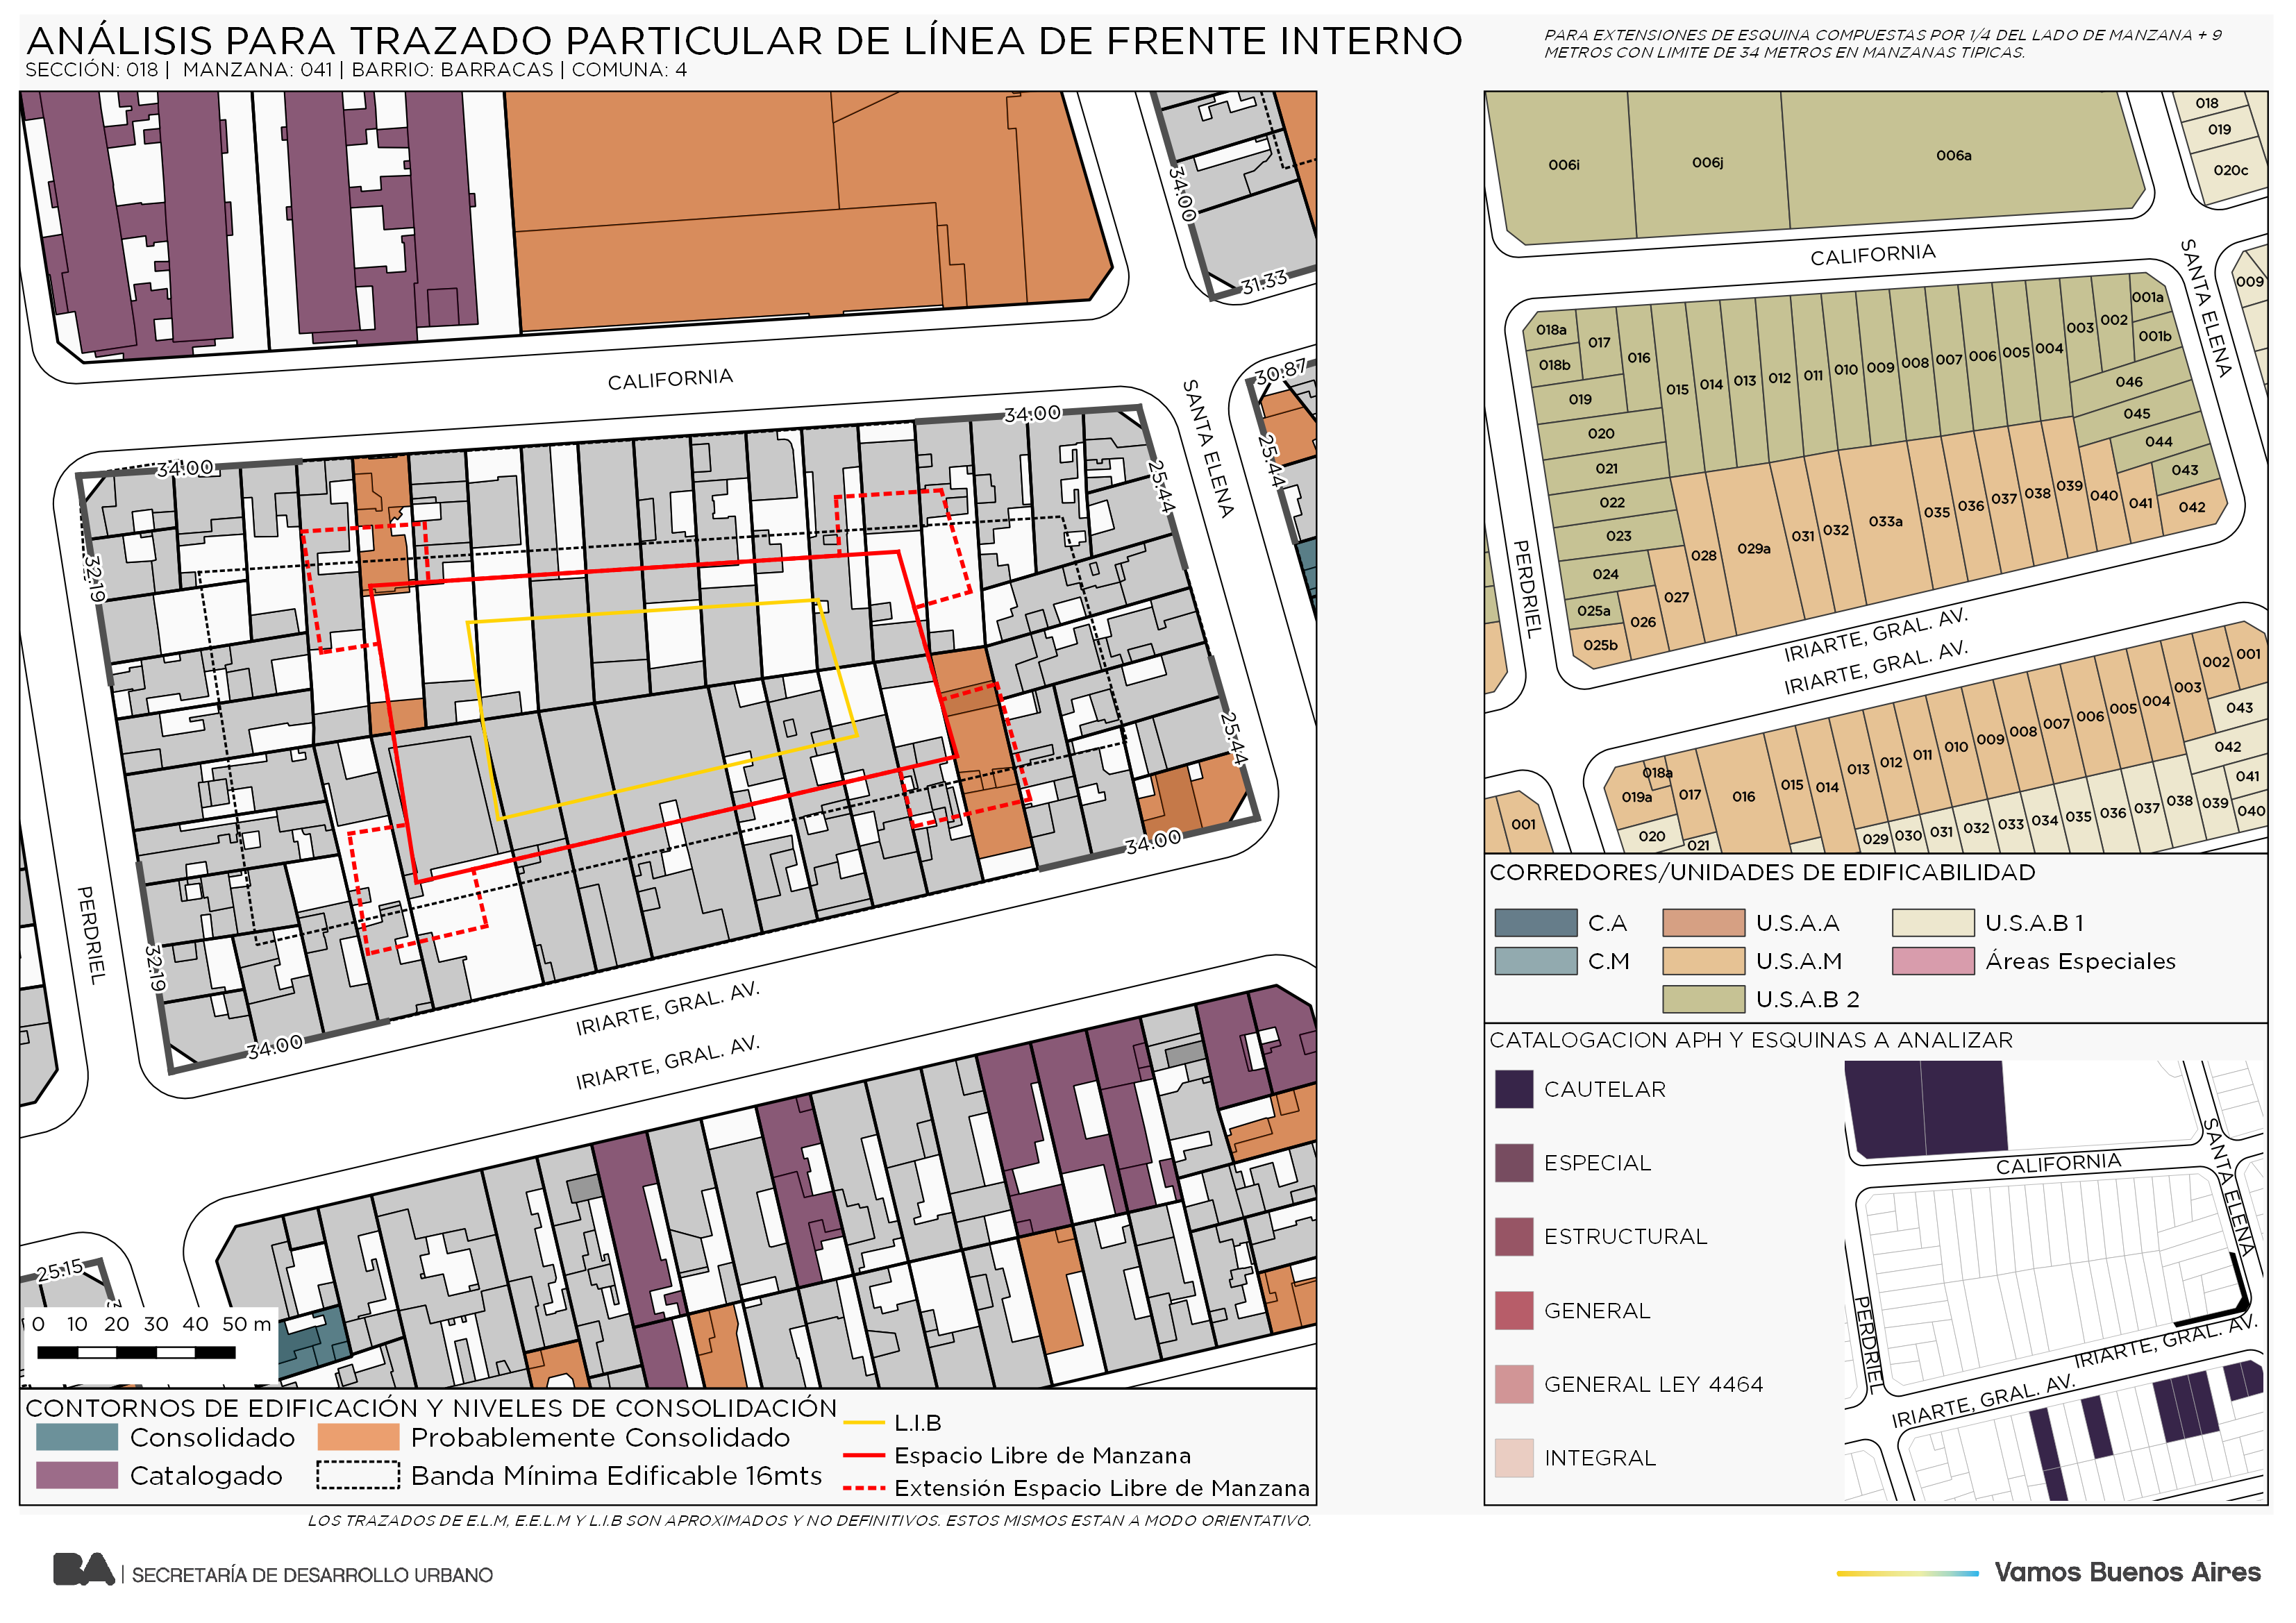 ANÁLISIS PARA TRAZADO PARTICULAR DE LÍNEA DE FRENTE INTERNO
SECCIÓN: 018 | MANZANA: 041 | BARRIO: BARRACAS | COMUNA: 4
PARA EXTENSIONES DE ESQUINA COMPUESTAS POR 1/4 DEL LADO DE MANZANA + 9
METROS CON LIMITE DE 34 METROS EN MANZANAS TIPICAS.
34.00
31.33
CALIFORNIA
SANTA ELENA
30.87
25.44
34.00
34.00
25.44
32.19
25.44
PERDRIEL
32.19
34.00
34.00
IRIARTE, GRAL. AV.
IRIARTE, GRAL. AV.
25.15
0 10 20 30 40 50 m
CONTORNOS DE EDIFICACIÓN Y NIVELES DE CONSOLIDACIÓN
Consolidado
Probablemente Consolidado
Catalogado
Banda Mínima Edificable 16mts
L.I.B
Espacio Libre de Manzana
Extensión Espacio Libre de Manzana
LOS TRAZADOS DE E.L.M, E.E.L.M Y L.I.B SON APROXIMADOS Y NO DEFINITIVOS. ESTOS MISMOS ESTAN A MODO ORIENTATIVO.
006i
006j
006a
018
019
020c
CALIFORNIA
SANTA ELENA
009
018a
017
016
015
014
013
012
011
010
009
008
007
006
005
004
003
002
001a
001b
018b
019
020
021
022
023
024
025a
025b
026
027
028
029a
031
032
033a
035
036
037
038
039
040
041
042
043
044
045
046
PERDRIEL
IRIARTE, GRAL. AV.
IRIARTE, GRAL. AV.
001
018a
019a
017
016
015
014
013
012
011
010
009
008
007
006
005
004
003
002
001
020
021
029
030
031
032
033
034
035
036
037
038
039
040
041
042
043
CORREDORES/UNIDADES DE EDIFICABILIDAD
C.A
U.S.A.A
U.S.A.B 1
C.M
U.S.A.M
Áreas Especiales
U.S.A.B 2
CATALOGACION APH Y ESQUINAS A ANALIZAR
CAUTELAR
ESPECIAL
ESTRUCTURAL
GENERAL
GENERAL LEY 4464
INTEGRAL
CALIFORNIA
SANTA ELENA
PERDRIEL
IRIARTE, GRAL. AV.
IRIARTE, GRAL. AV.
BA | SECRETARÍA DE DESARROLLO URBANO
Vamos Buenos Aires